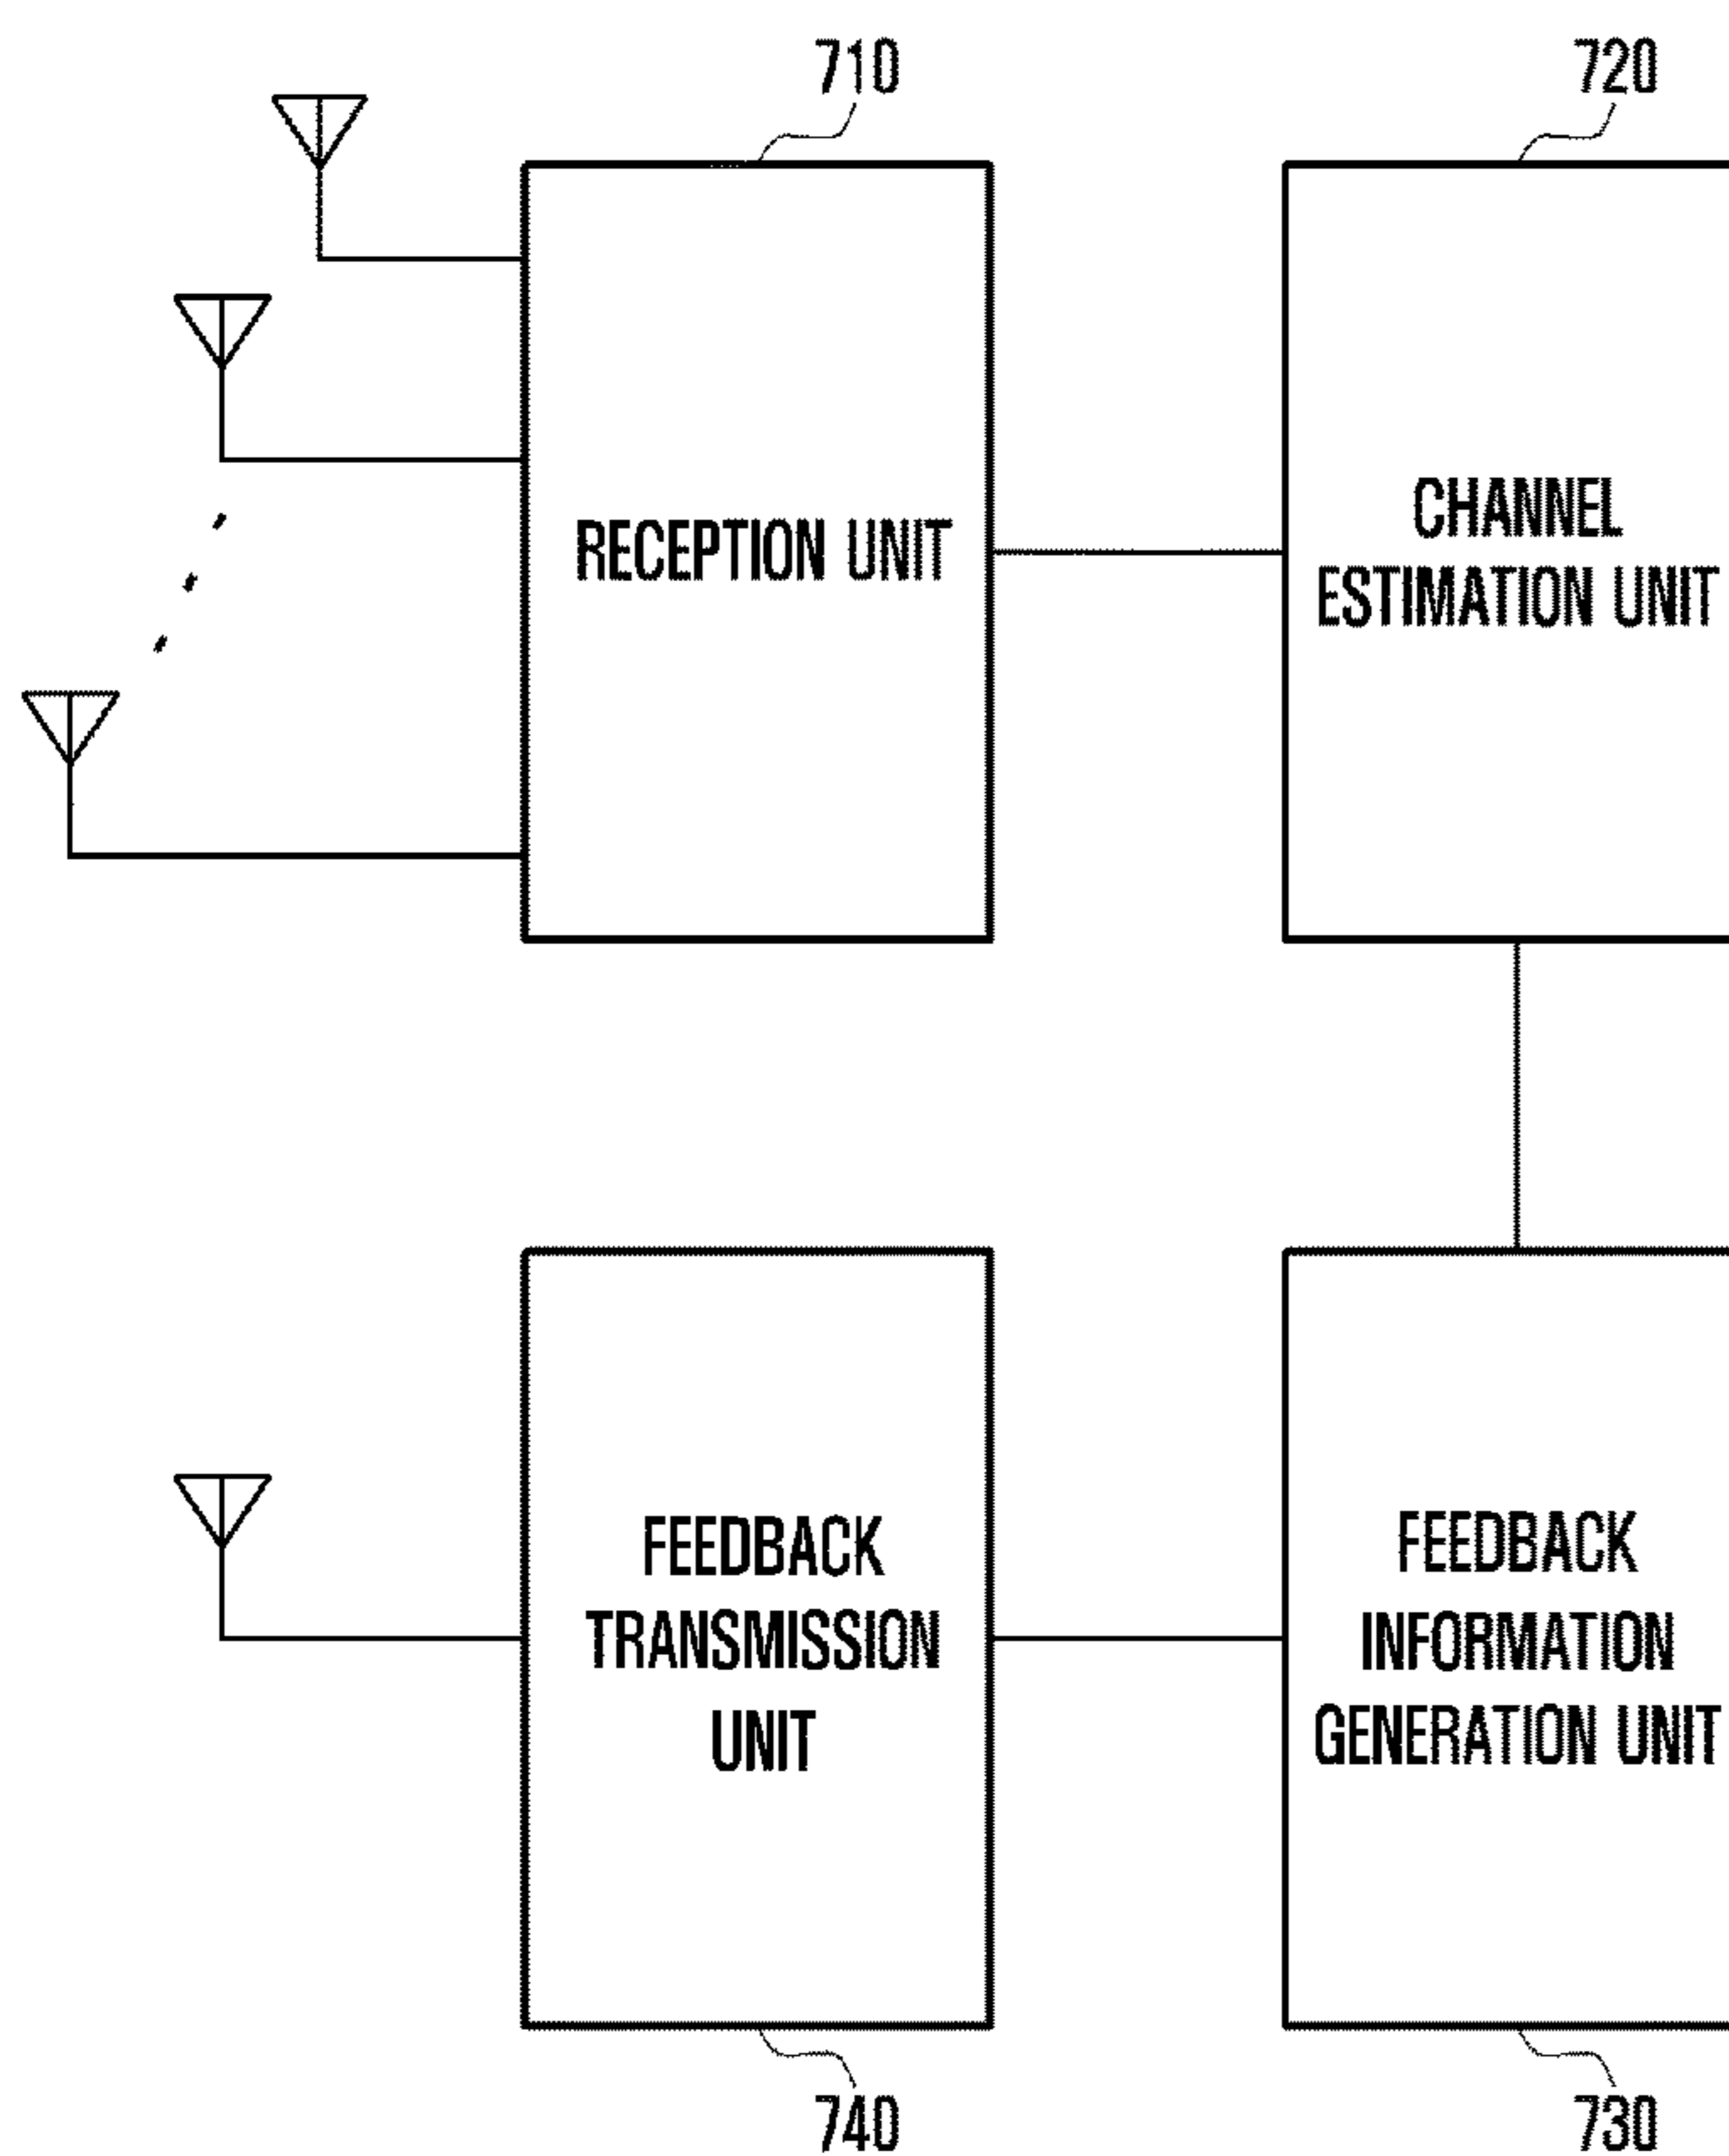 710
720
RECEPTION UNIT
CHANNEL
ESTIMATION UNIT
FEEDBACK
TRANSMISSION
UNIT
FEEDBACK
INFORMATION
GENERATION UNIT
740
730